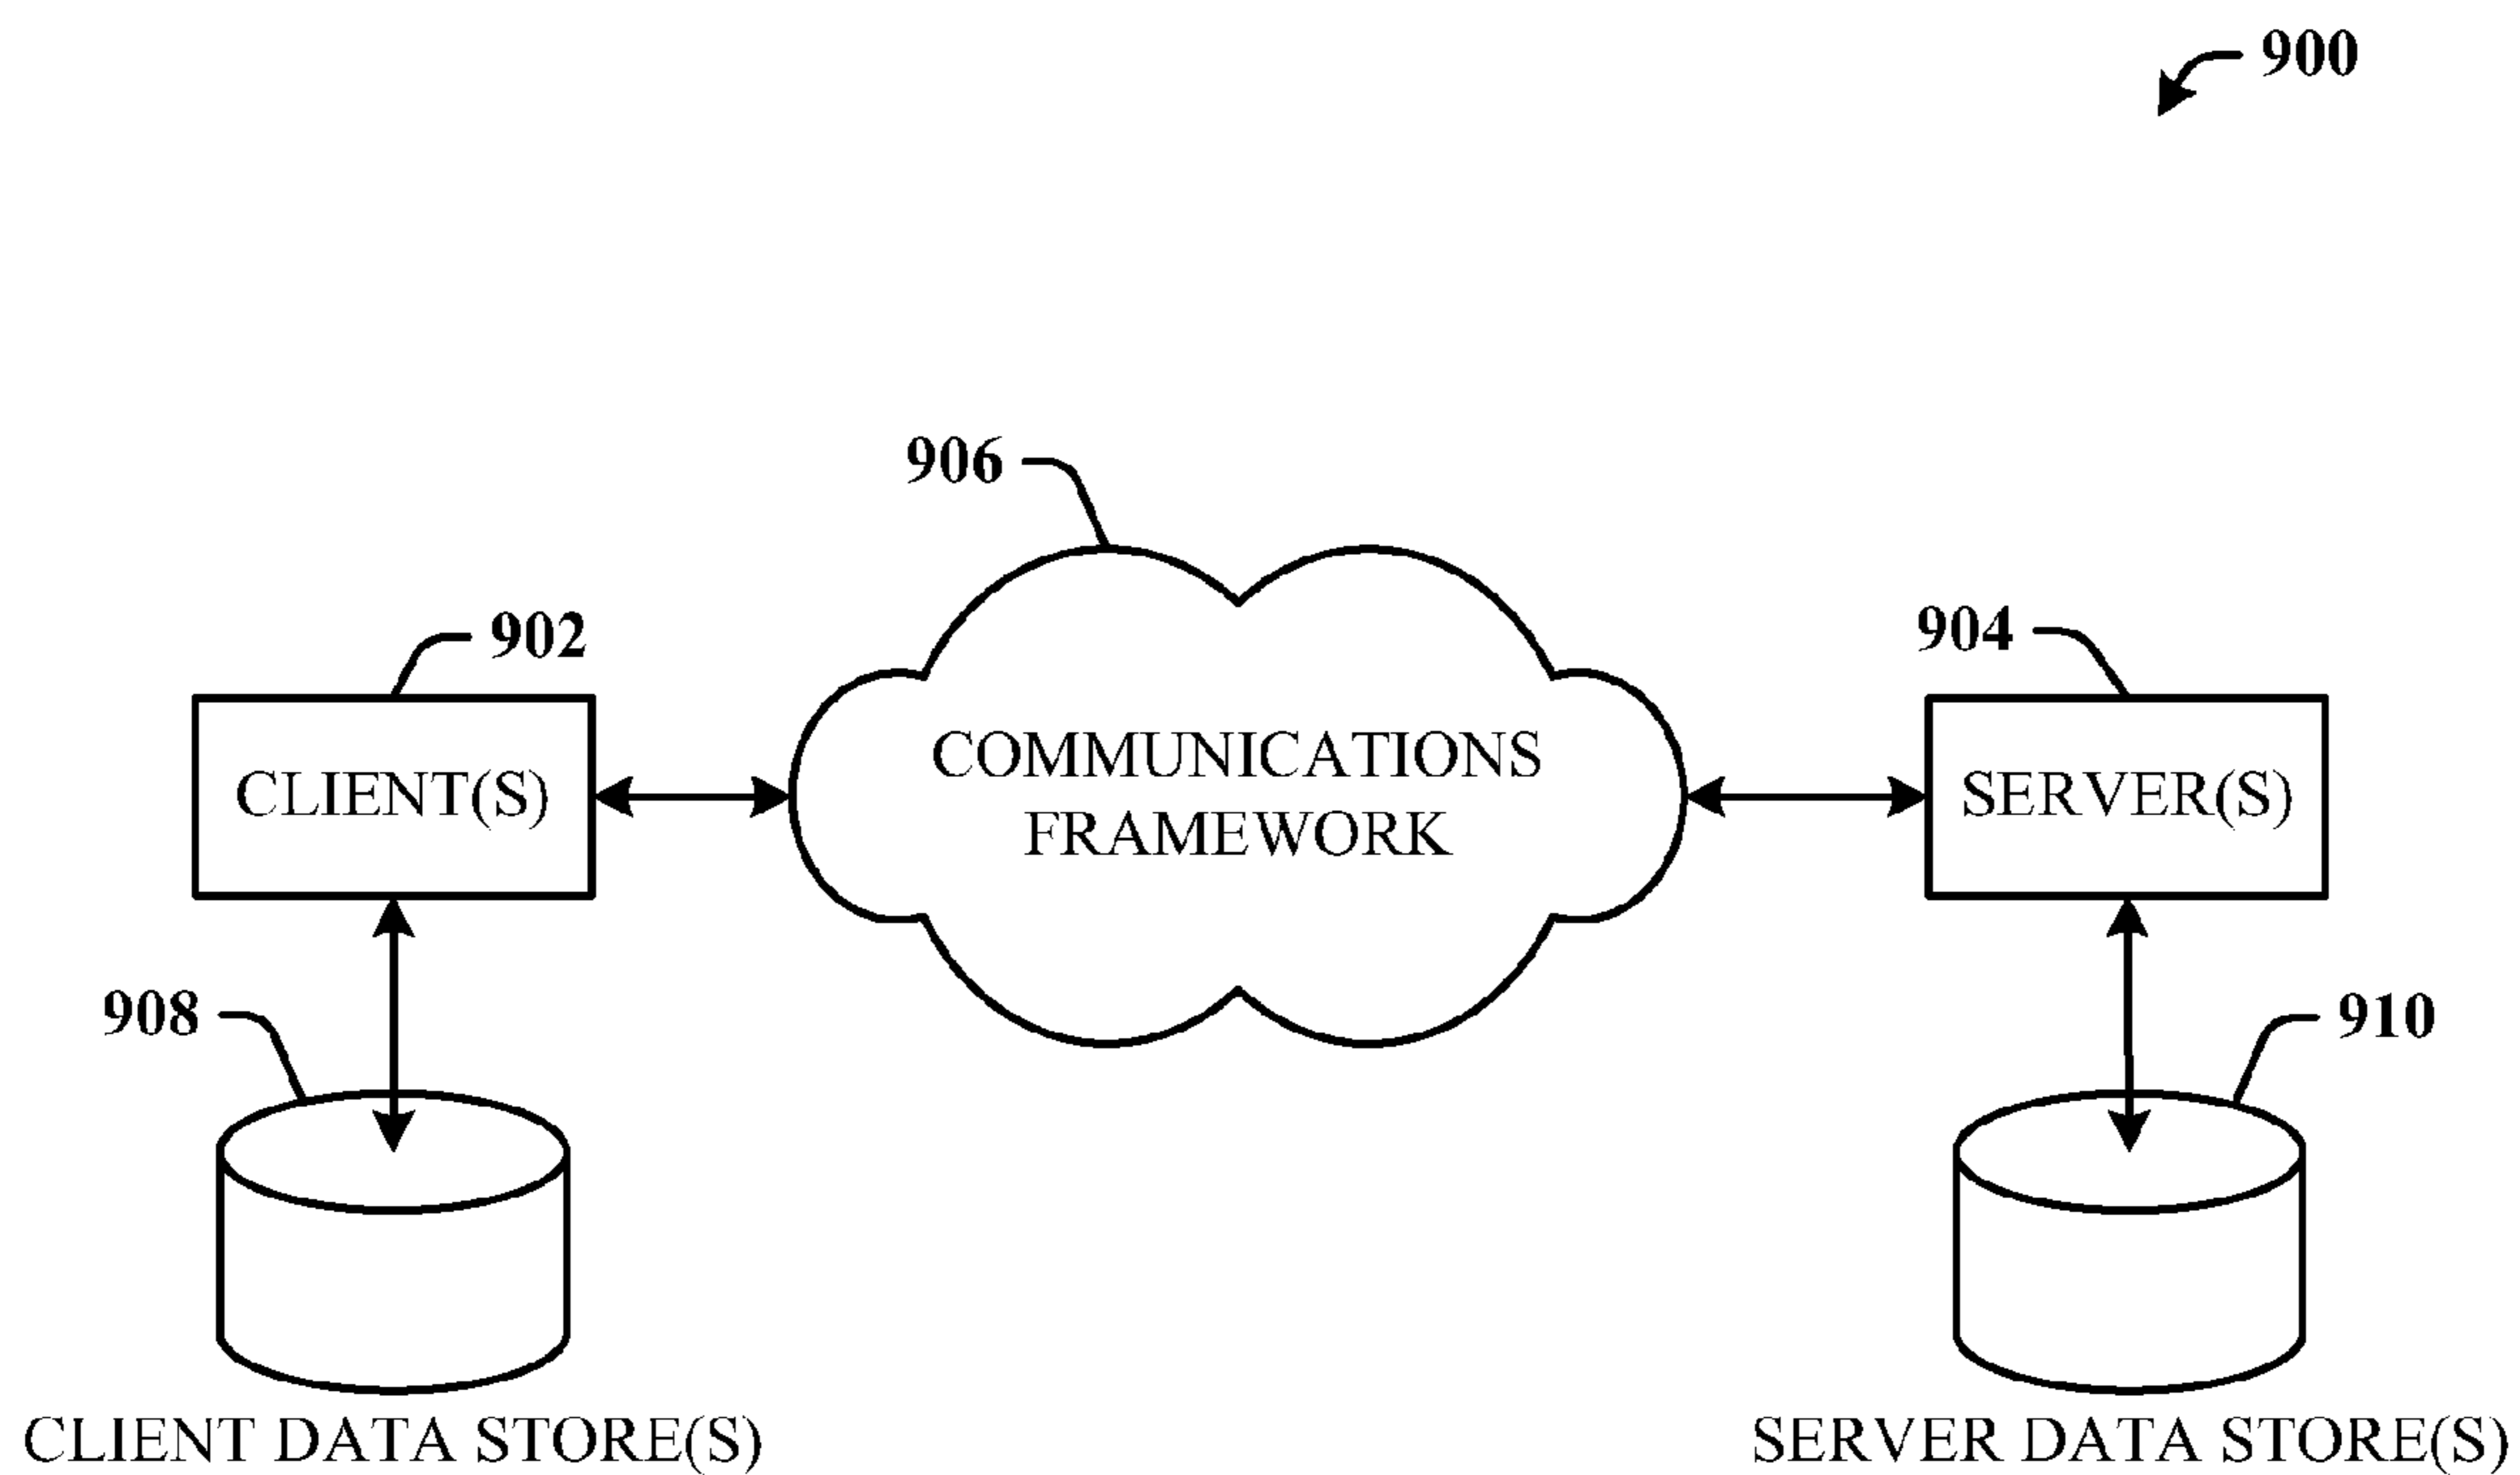 900
906
902
904
CLIENT(S)
COMMUNICATIONS
FRAMEWORK
SERVER(S)
908
910
CLIENT DATA STORE(S)
SERVER DATA STORE(S)